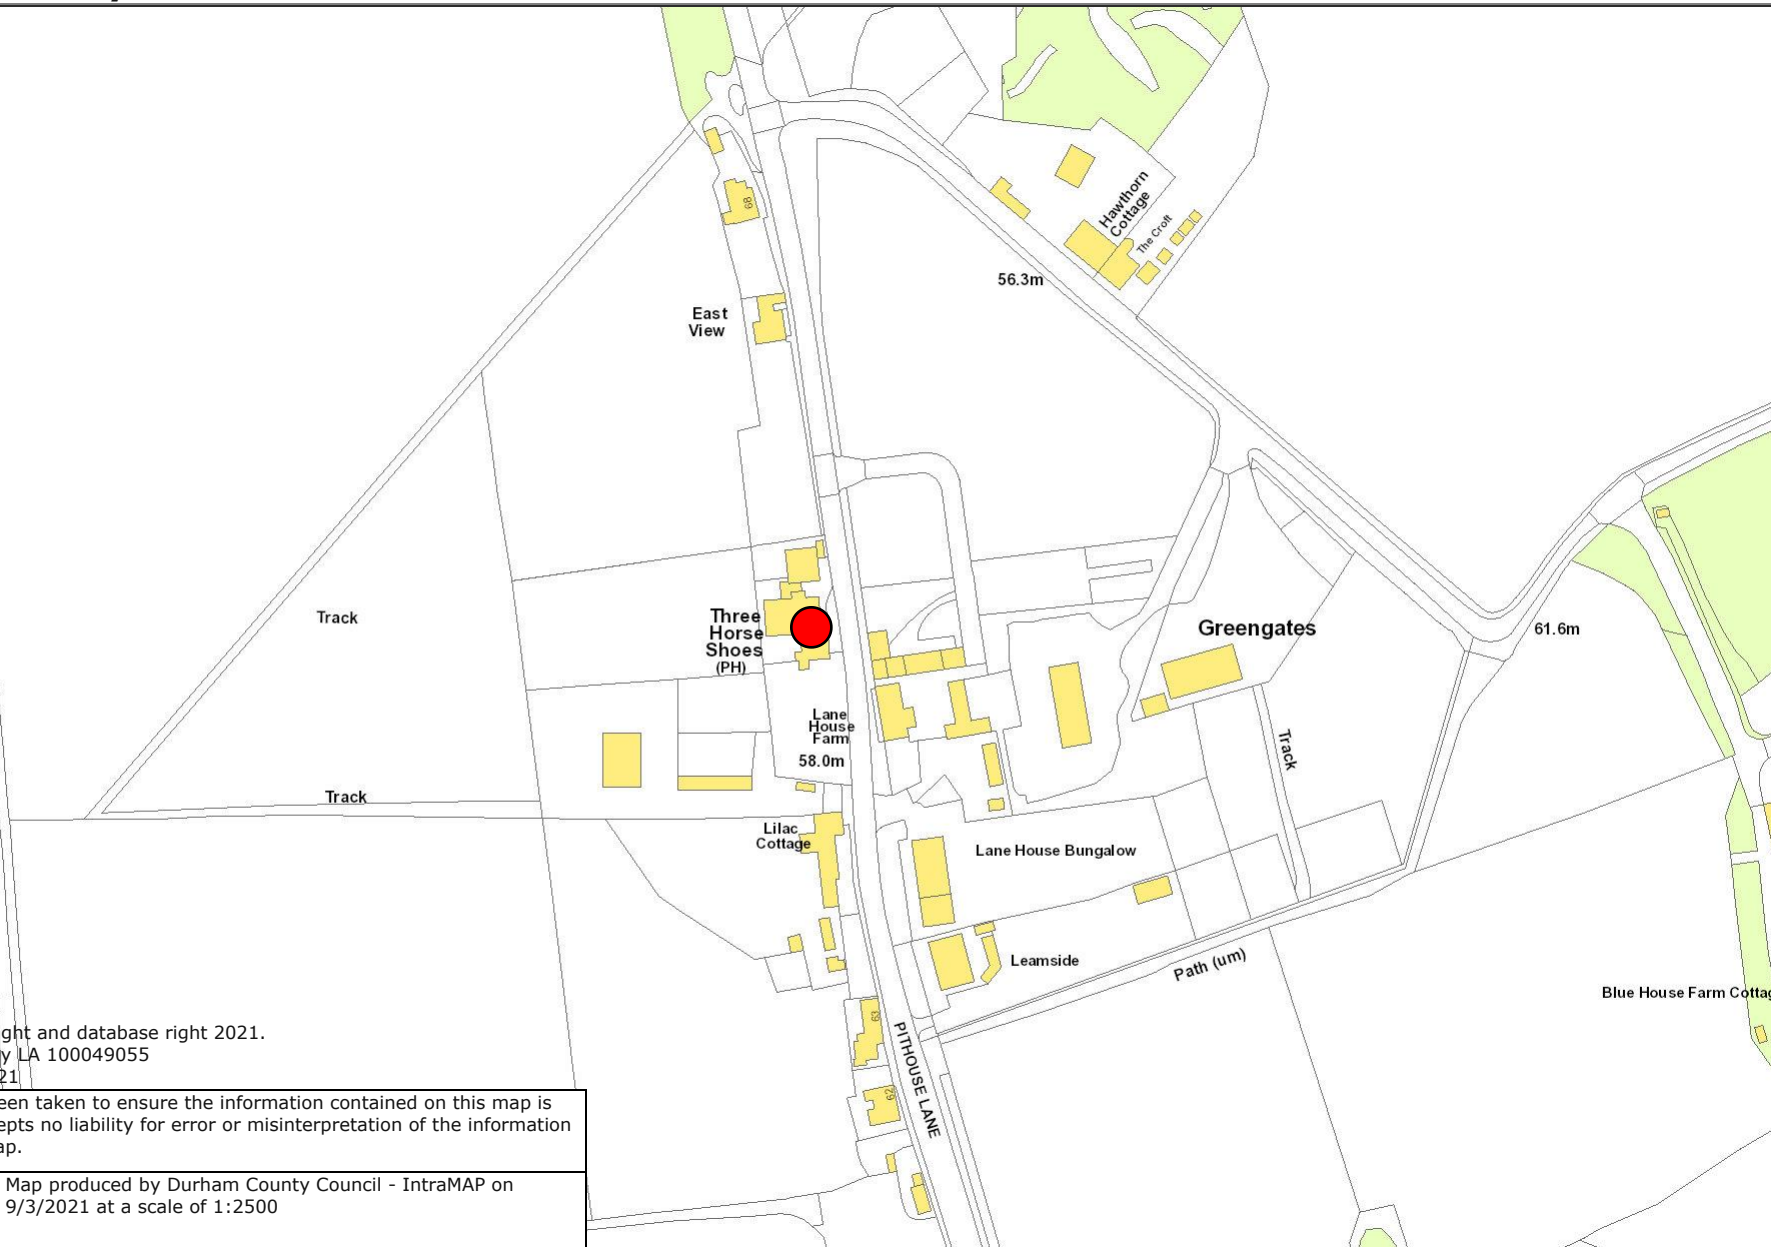 68
Hawthorn
Cottage
The Croft
56.3m
East
View
Track
Three
Horse
Shoes
(PH)
Greengates
61.6m
Lane
House
Farm
58.0m
Track
Track
Lilac
Cottage
Lane House Bungalow
Leamside
Path (um)
Blue House Farm Cottag
63
62
PITHOUSE LANE
ght and database right 2021.
y LA 100049055
21
een taken to ensure the information contained on this map is
epts no liability for error or misinterpretation of the information
ap.
Map produced by Durham County Council - IntraMAP on
9/3/2021 at a scale of 1:2500